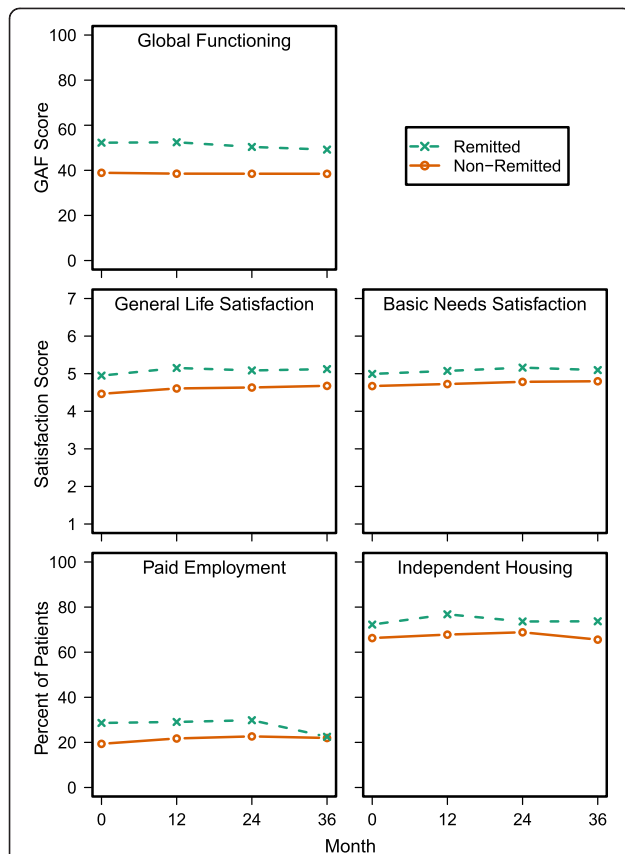 Global Functioning
100
80
60
40
20
0
GAF Score
Remitted
Non−Remitted
General Life Satisfaction
Basic Needs Satisfaction
7
6
5
4
3
2
1
Satisfaction Score
Paid Employment
Independent Housing
100
80
60
40
20
0
Percent of Patients
0 12 24 36
0 12 24 36
Month